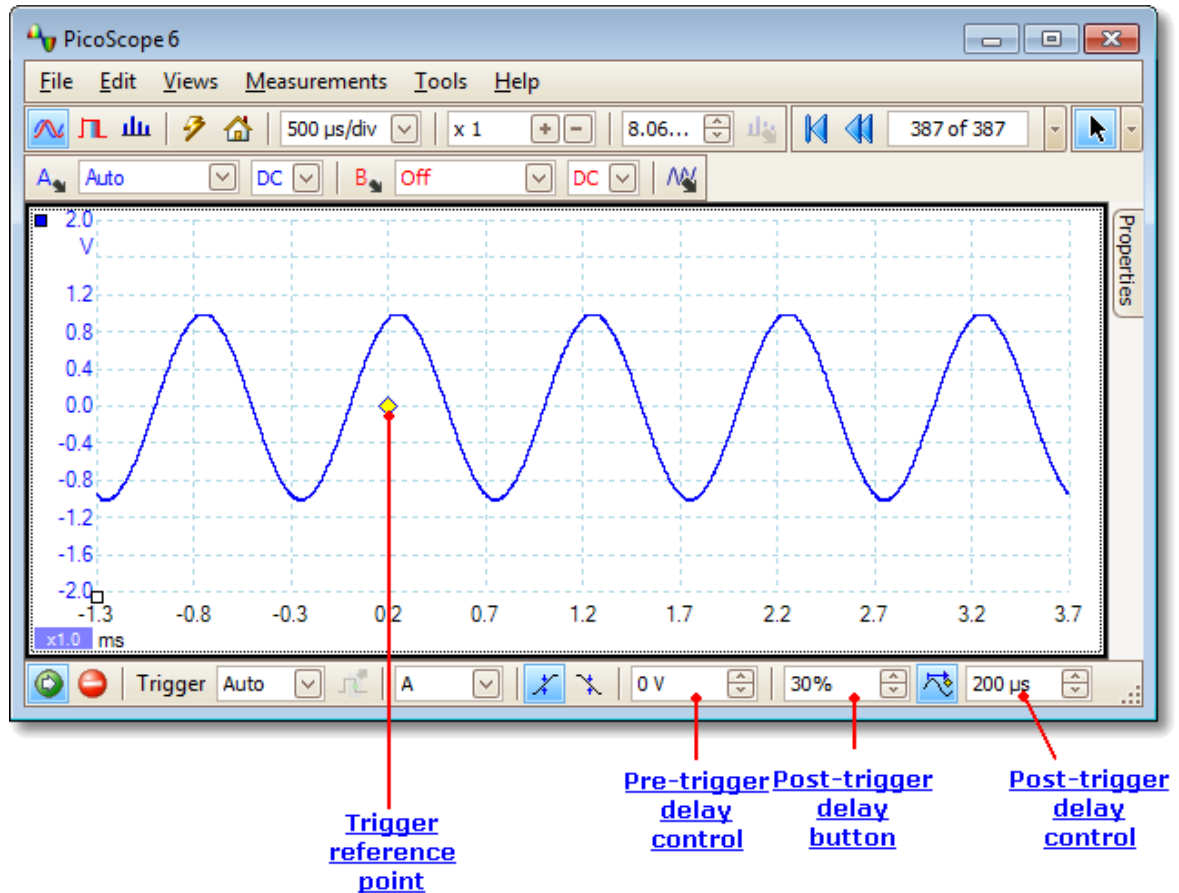 PicoScope 6
File Edit Views Measurements Tools Help
500 µs/div x 1 8.06... 387 of 387
A Auto DC B Off DC
2.0
V
1.2
0.8
0.4
0.0
-0.4
-0.8
-1.2
-1.6
-2.0
-1.3 -0.8 -0.3 0.2 0.7 1.2 1.7 2.2 2.7 3.2 3.7
x1.0 ms
Properties
Trigger Auto A 0 V 30% 200 µs
Trigger
reference
point
Pre-trigger
delay
control
Post-trigger
delay
button
Post-trigger
delay
control